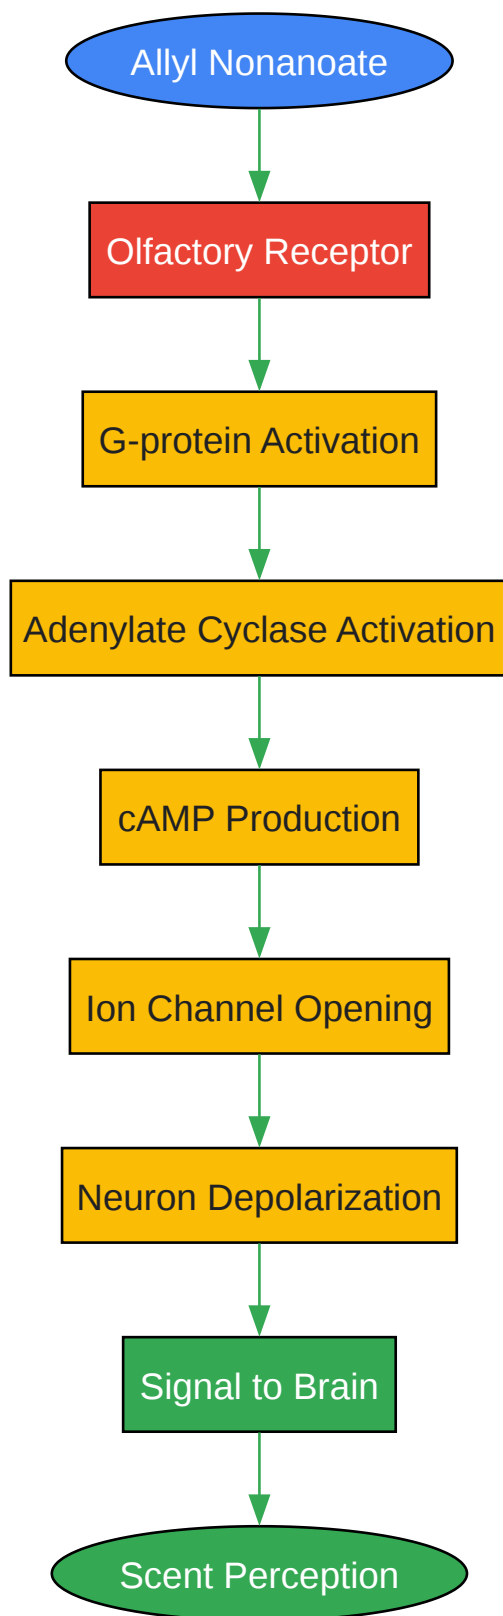 Allyl Nonanoate
Olfactory Receptor
G-protein Activation
Adenylate Cyclase Activation
cAMP Production
Ion Channel Opening
Neuron Depolarization
Signal to Brain
Scent Perception